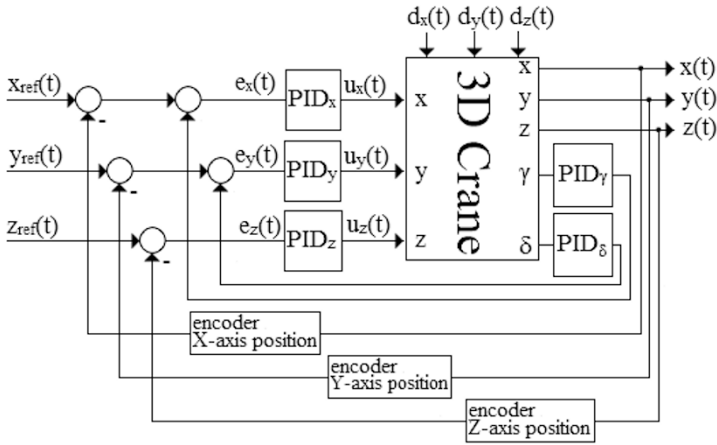 dx(t) dy(t) dz(t)
xref(t) ex(t) PIDx ux(t) x x x(t)
y y(t)
z z(t)
yref(t) ey(t) PIDy uy(t) y γ PIDγ
zref(t) ez(t) PIDz uz(t) z δ PIDδ
3D Crane
-
-
-
encoder
X-axis position
encoder
Y-axis position
encoder
Z-axis position